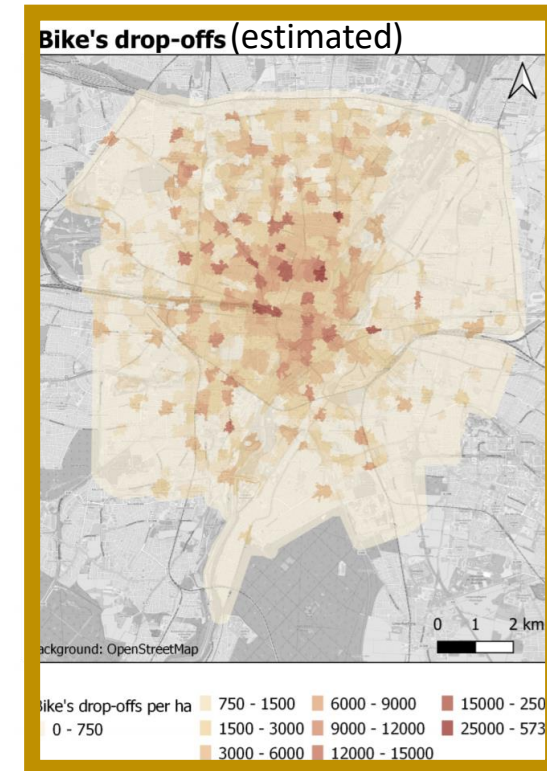 Bike's drop-offs (estimated)
0 1 2 km
ackground: OpenStreetMap
Bike's drop-offs per ha
0 - 750
750 - 1500
1500 - 3000
3000 - 6000
6000 - 9000
9000 - 12000
12000 - 15000
15000 - 250
25000 - 573